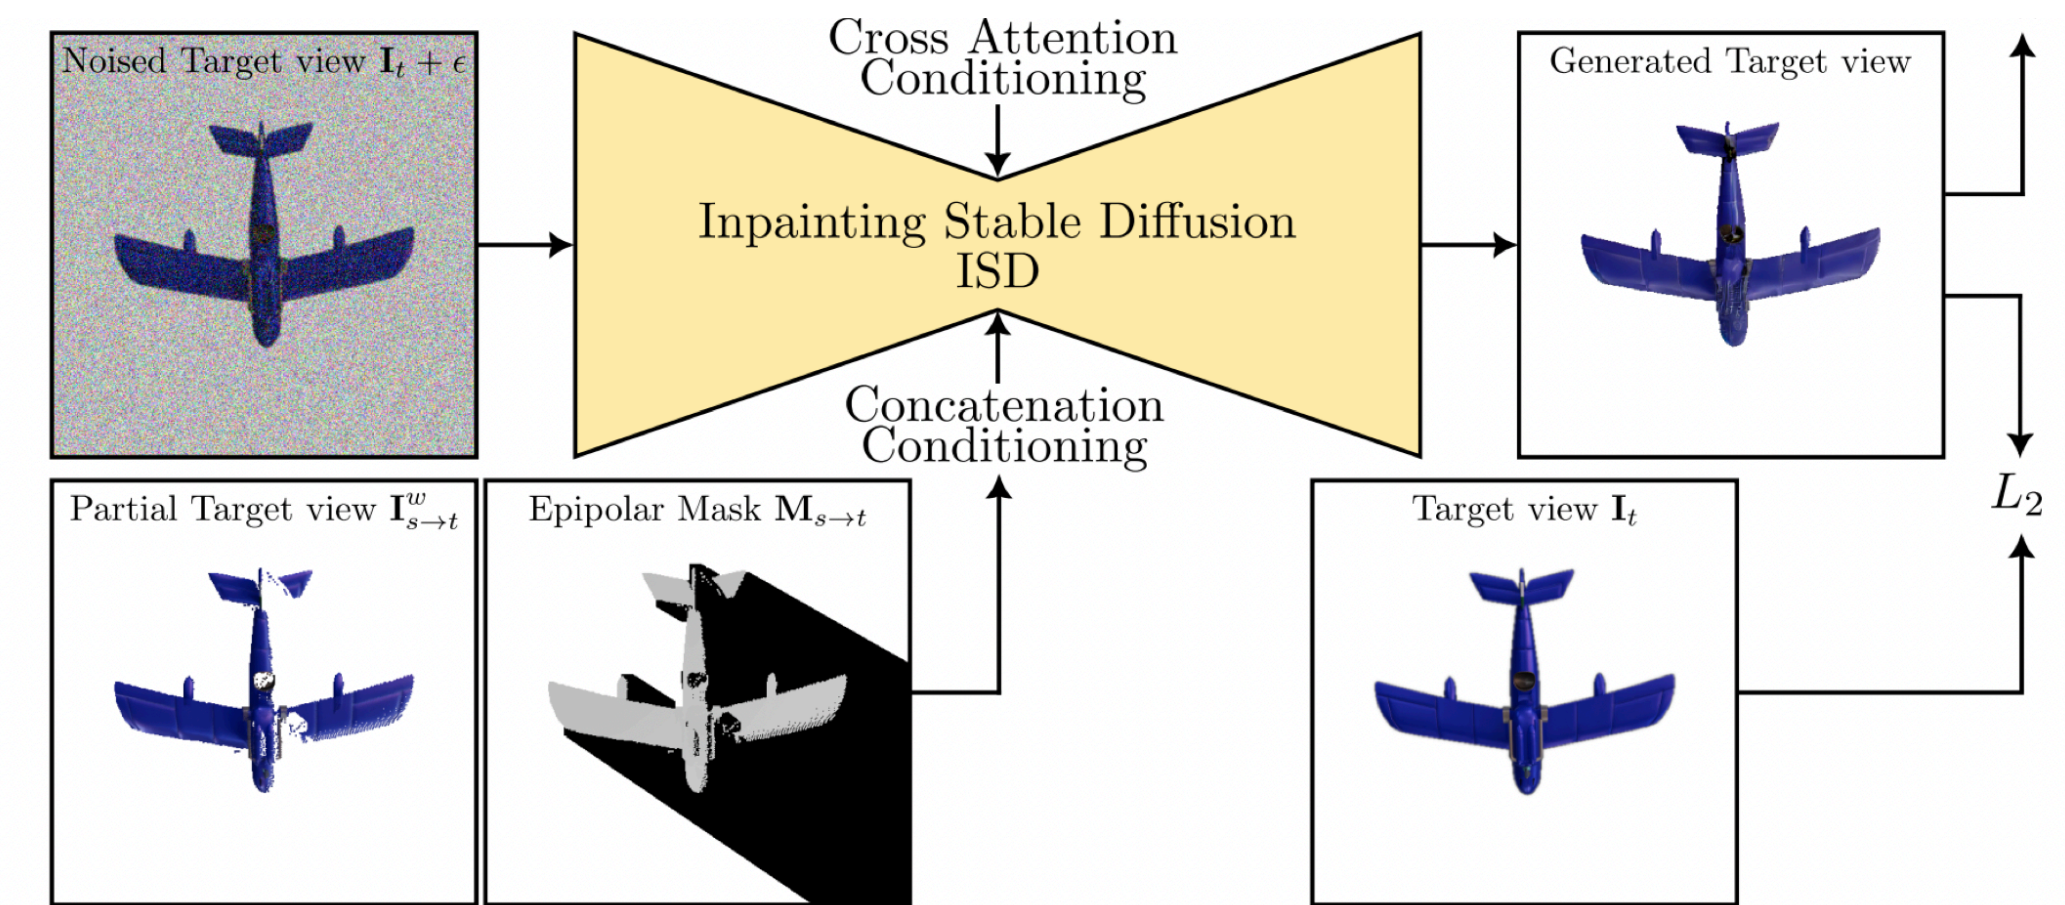 Noised Target view I_t + ϵ
Cross Attention
Conditioning
Generated Target view
Inpainting Stable Diffusion
ISD
Concatenation
Conditioning
Partial Target view I^w_{s→t}
Epipolar Mask M_{s→t}
Target view I_t
L_2